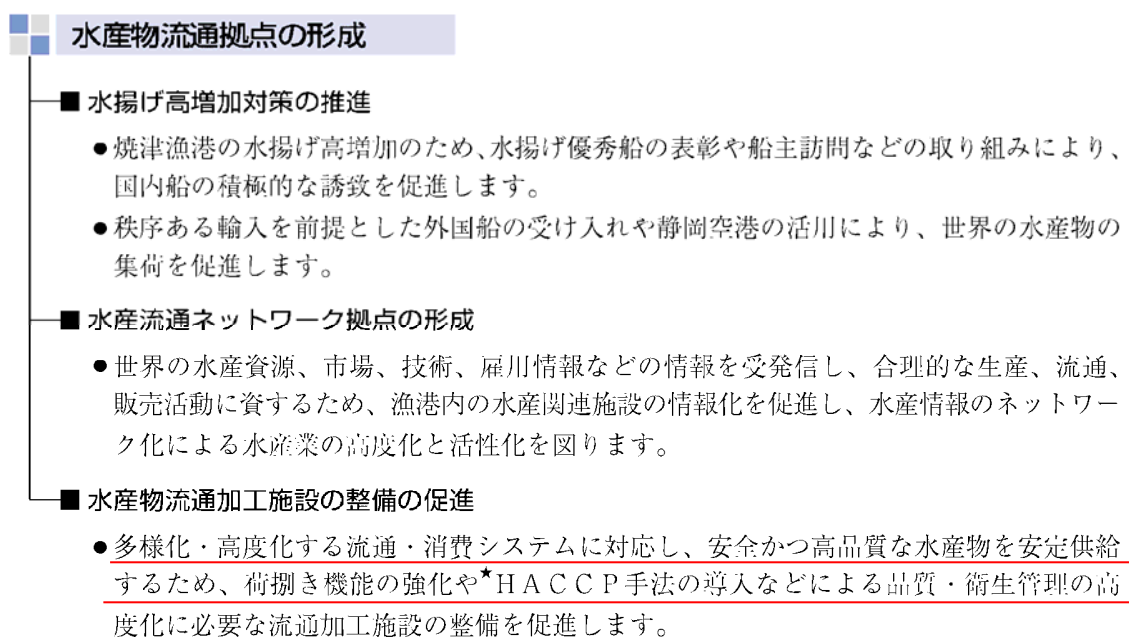 水産物流通拠点の形成
■ 水揚げ高増加対策の推進
●焼津漁港の水揚げ高増加のため、水揚げ優秀船の表彰や船主訪問などの取り組みにより、
国内船の積極的な誘致を促進します。
●秩序ある輸入を前提とした外国船の受け入れや静岡空港の活用により、世界の水産物の
集荷を促進します。
■ 水産流通ネットワーク拠点の形成
●世界の水産資源、市場、技術、雇用情報などの情報を受発信し、合理的な生産、流通、
販売活動に資するため、漁港内の水産関連施設の情報化を促進し、水産情報のネットワー
ク化による水産業の高度化と活性化を図ります。
■ 水産物流通加工施設の整備の促進
●多様化・高度化する流通・消費システムに対応し、安全かつ高品質な水産物を安定供給
するため、荷捌き機能の強化や★ＨＡＣＣＰ手法の導入などによる品質・衛生管理の高
度化に必要な流通加工施設の整備を促進します。